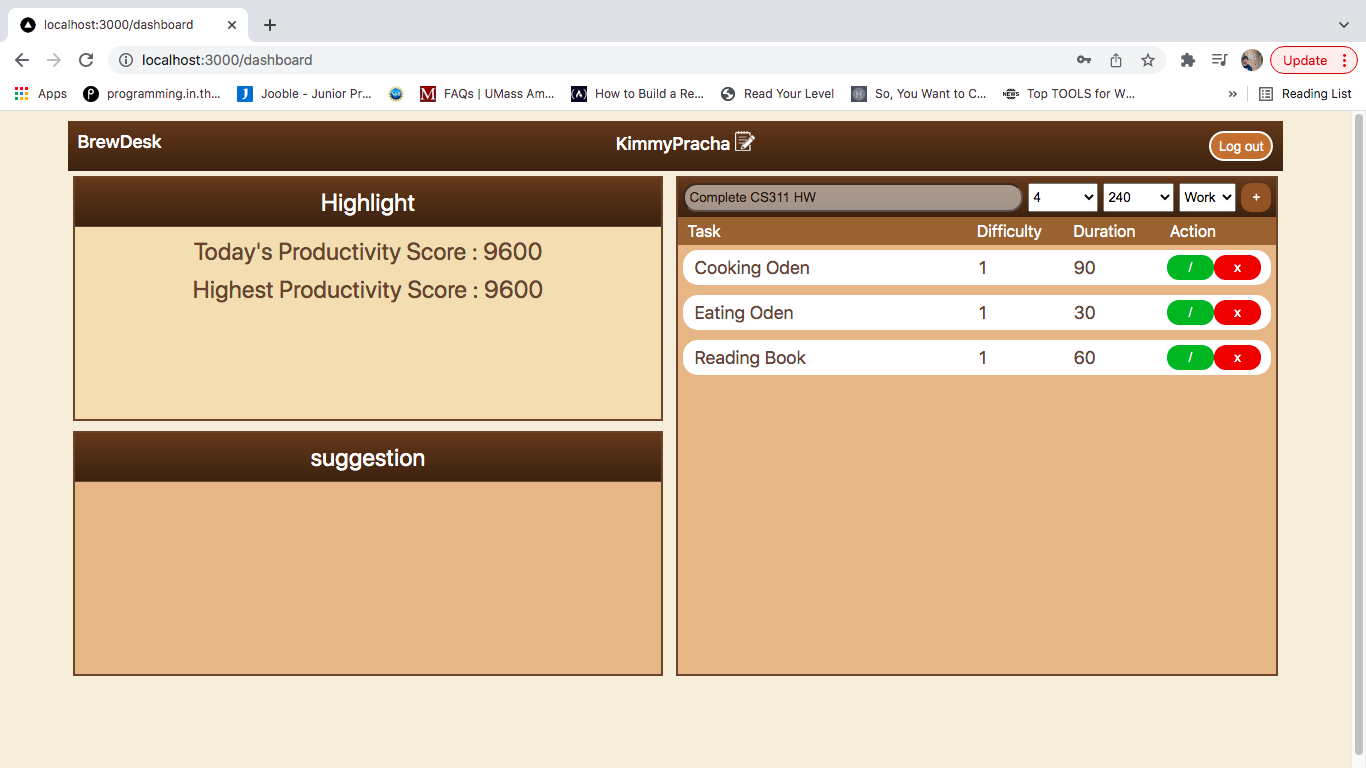 localhost:3000/dashboard
localhost:3000/dashboard
Update
Apps
programming.in.th...
Jooble - Junior Pr...
FAQs | UMass Am...
How to Build a Re...
Read Your Level
So, You Want to C...
NEWS Top TOOLS for W...
»
Reading List
BrewDesk
KimmyPracha
Log out
Highlight
Today's Productivity Score : 9600
Highest Productivity Score : 9600
suggestion
Complete CS311 HW 4 240 Work +
Task Difficulty Duration Action
Cooking Oden 1 90 / x
Eating Oden 1 30 / x
Reading Book 1 60 / x